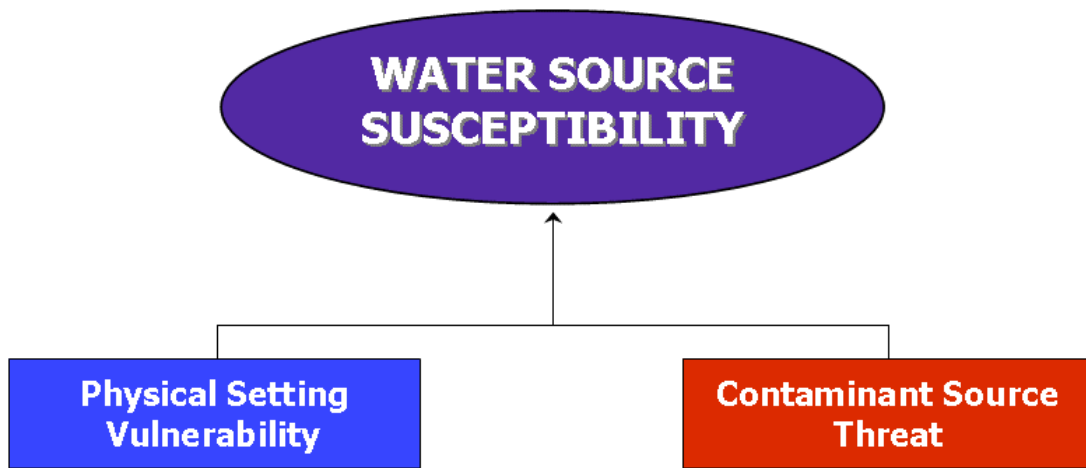 WATER SOURCE
SUSCEPTIBILITY
Physical Setting
Vulnerability
Contaminant Source
Threat